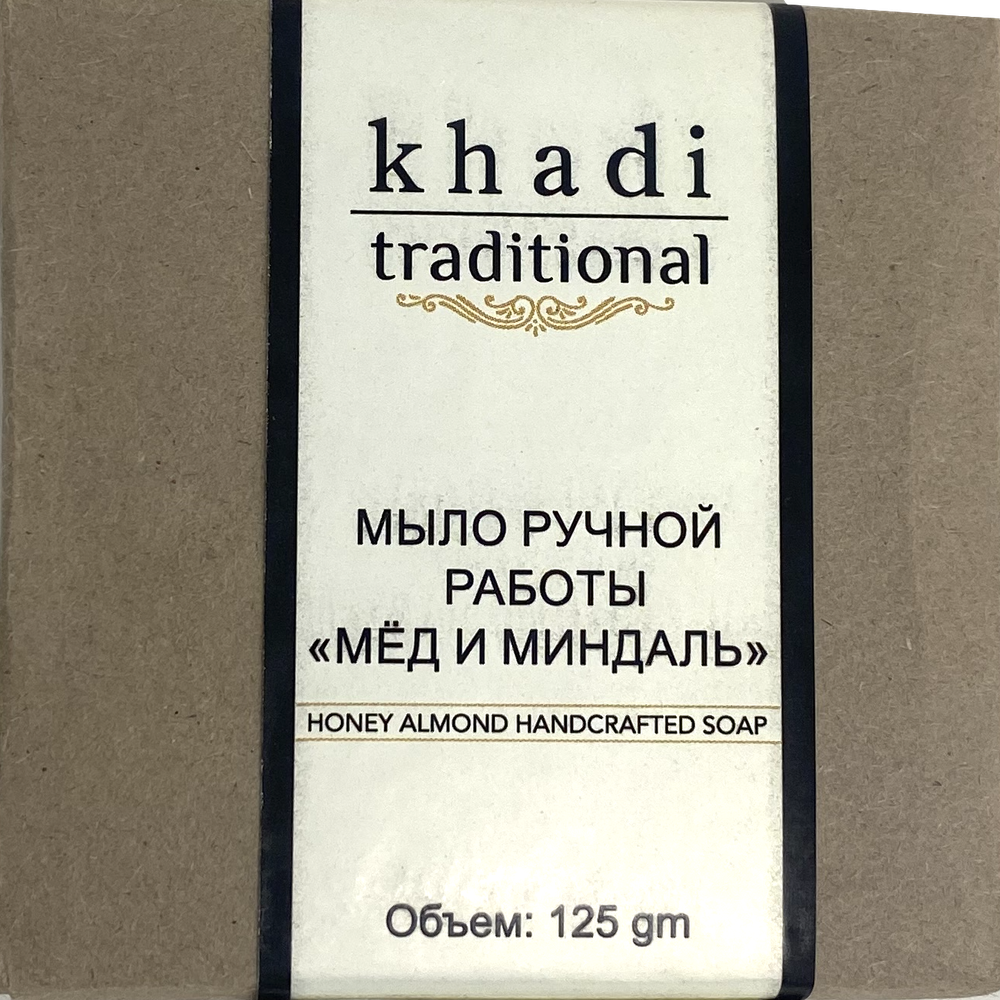 khadi
traditional
МЫЛО РУЧНОЙ
РАБОТЫ
«МЁД И МИНДАЛЬ»
HONEY ALMOND HANDCRAFTED SOAP
Объем: 125 gm